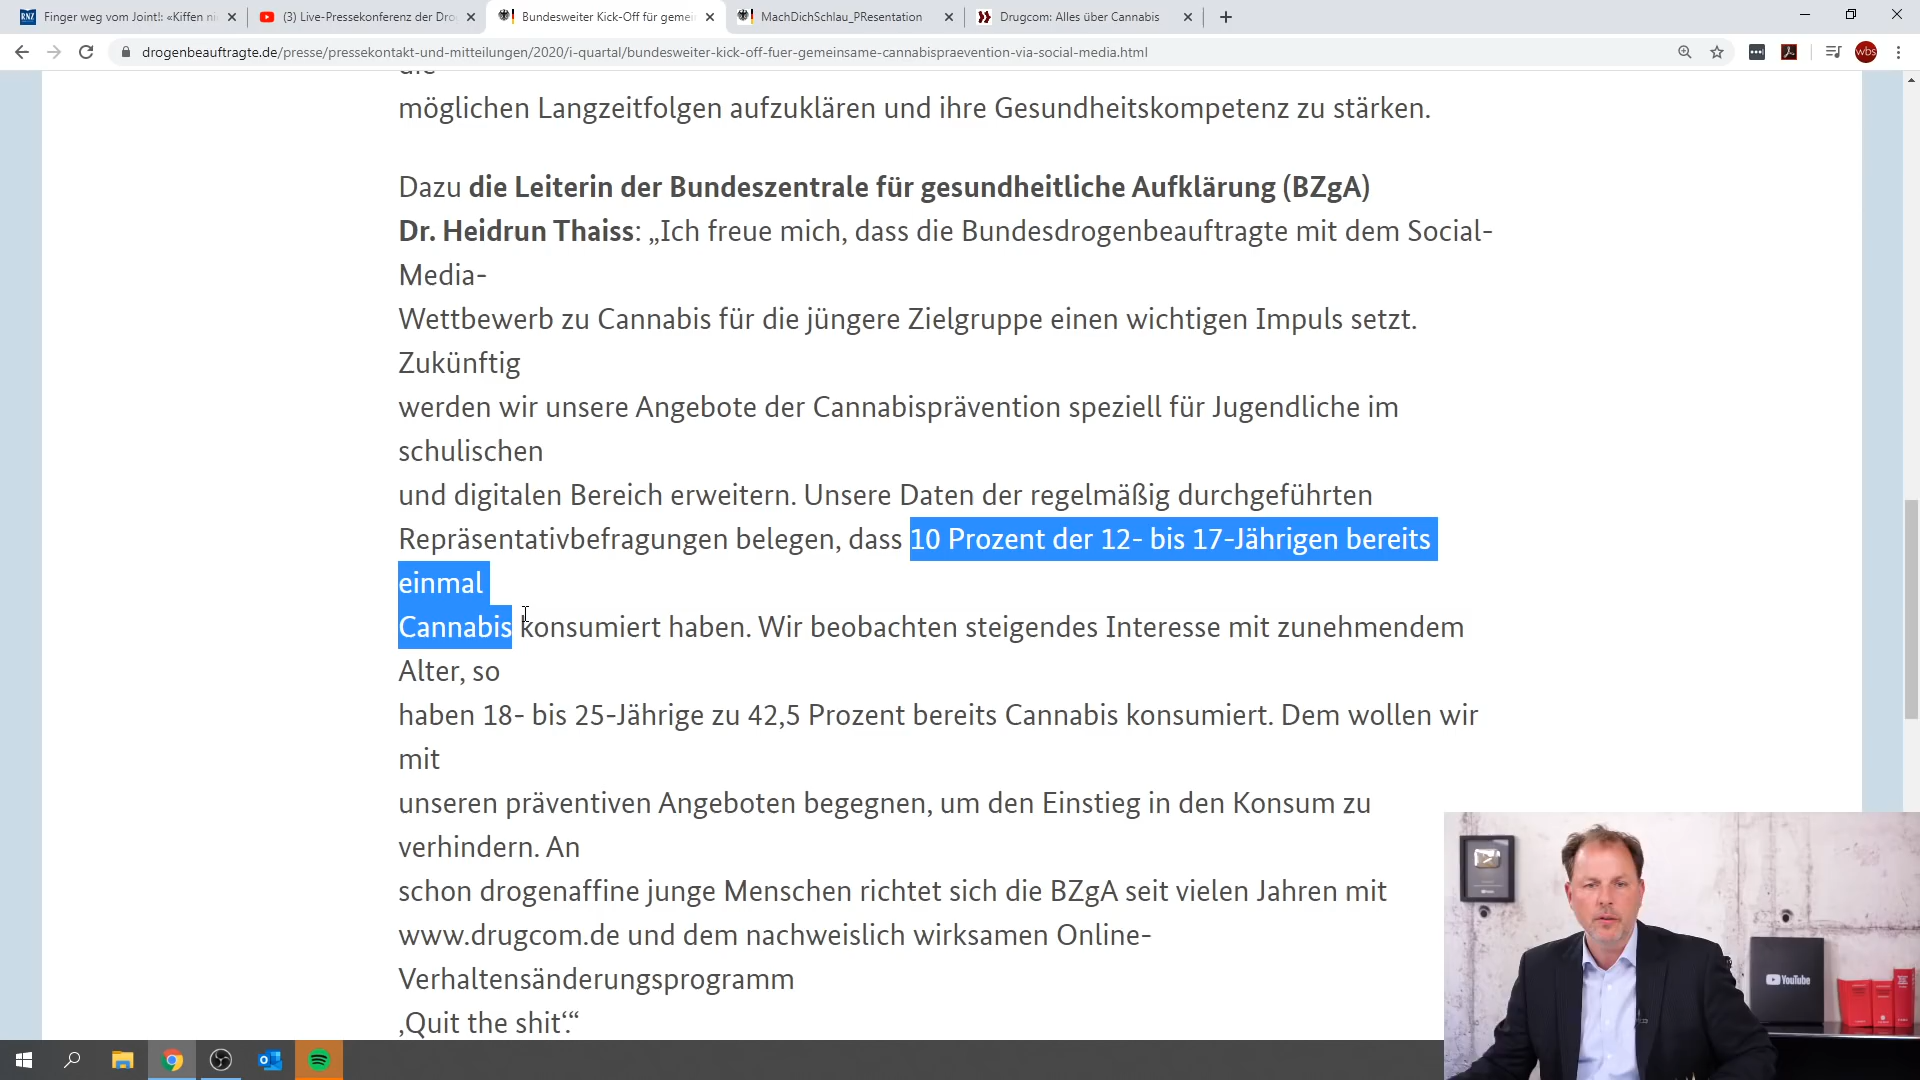 Finger weg vom Joint!: «Kiffen ni
(3) Live-Pressekonferenz der Dro
Bundesweiter Kick-Off für gemei
MachDichSchlau_PResentation
Drugcom: Alles über Cannabis
drogenbeauftragte.de/presse/pressekontakt-und-mitteilungen/2020/i-quartal/bundesweiter-kick-off-fuer-gemeinsame-cannabispraevention-via-social-media.html
wbs
die
möglichen Langzeitfolgen aufzuklären und ihre Gesundheitskompetenz zu stärken.
Dazu die Leiterin der Bundeszentrale für gesundheitliche Aufklärung (BZgA)
Dr. Heidrun Thaiss: „Ich freue mich, dass die Bundesdrogenbeauftragte mit dem Social-
Media-
Wettbewerb zu Cannabis für die jüngere Zielgruppe einen wichtigen Impuls setzt.
Zukünftig
werden wir unsere Angebote der Cannabisprävention speziell für Jugendliche im
schulischen
und digitalen Bereich erweitern. Unsere Daten der regelmäßig durchgeführten
Repräsentativbefragungen belegen, dass 10 Prozent der 12- bis 17-Jährigen bereits
einmal
Cannabis konsumiert haben. Wir beobachten steigendes Interesse mit zunehmendem
Alter, so
haben 18- bis 25-Jährige zu 42,5 Prozent bereits Cannabis konsumiert. Dem wollen wir
mit
unseren präventiven Angeboten begegnen, um den Einstieg in den Konsum zu
verhindern. An
schon drogenaffine junge Menschen richtet sich die BZgA seit vielen Jahren mit
www.drugcom.de und dem nachweislich wirksamen Online-
Verhaltensänderungsprogramm
‚Quit the shit‘.“
YouTube